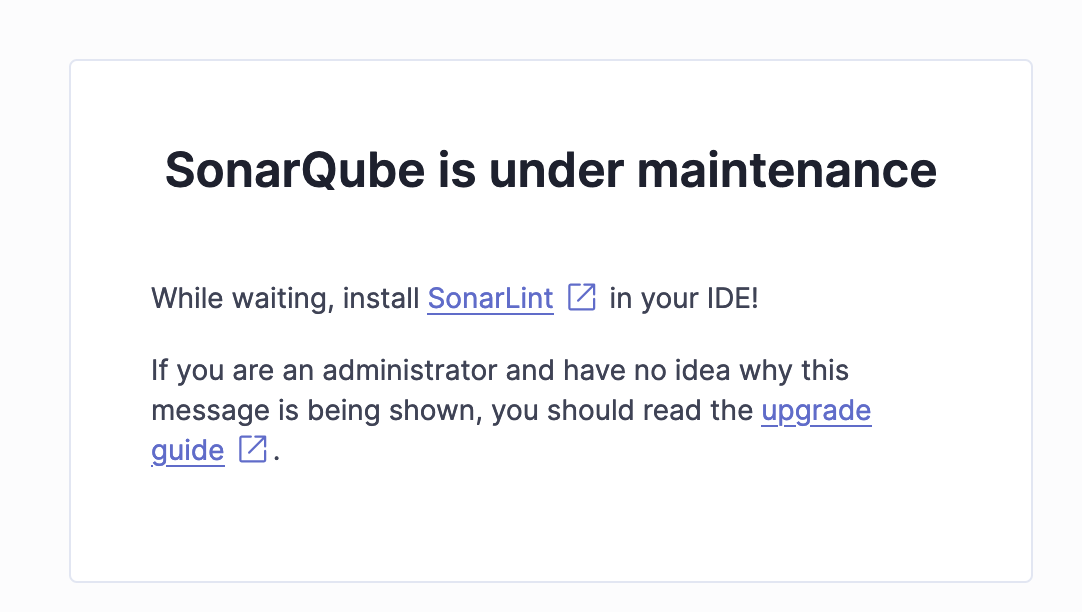 SonarQube is under maintenance
While waiting, install SonarLint in your IDE!
If you are an administrator and have no idea why this
message is being shown, you should read the upgrade
guide .